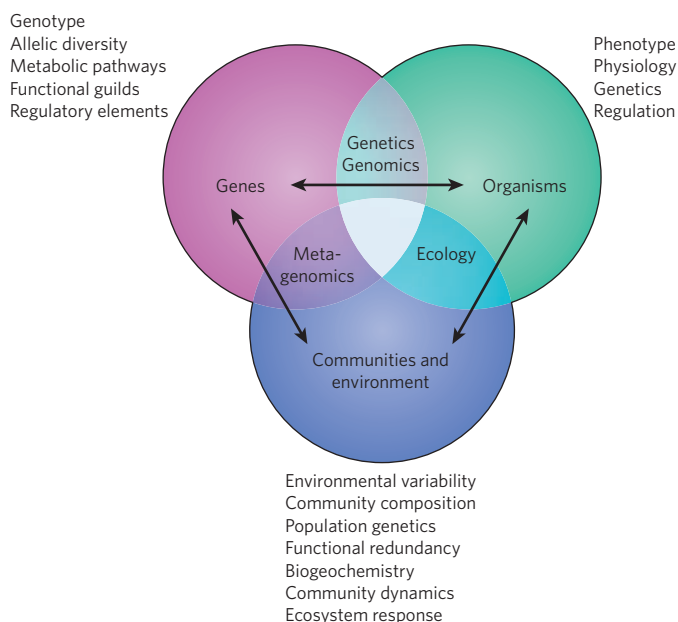 Genotype
Allelic diversity
Metabolic pathways
Functional guilds
Regulatory elements
Phenotype
Physiology
Genetics
Regulation
Genetics
Genomics
Genes
Organisms
Meta-
genomics
Ecology
Communities and
environment
Environmental variability
Community composition
Population genetics
Functional redundancy
Biogeochemistry
Community dynamics
Ecosystem response